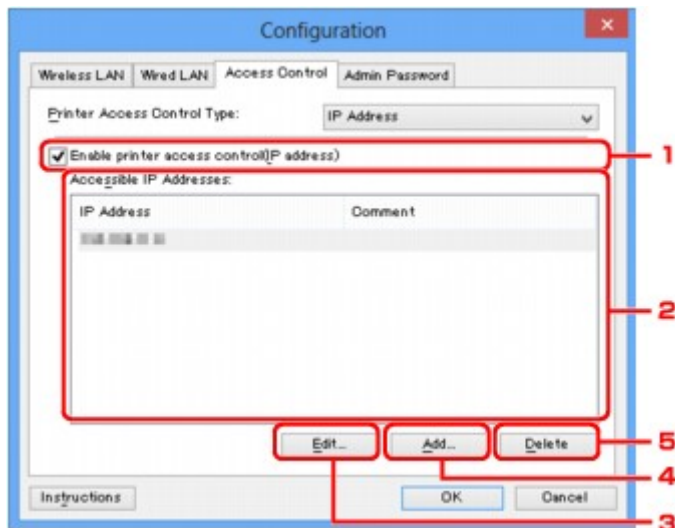 Configuration
Wireless LAN Wired LAN Access Control Admin Password
Printer Access Control Type: IP Address
Enable printer access control(IP address) 1
Accessible IP Addresses:
IP Address Comment
2
Edit... Add... Delete 5
4
Instructions OK Cancel
3